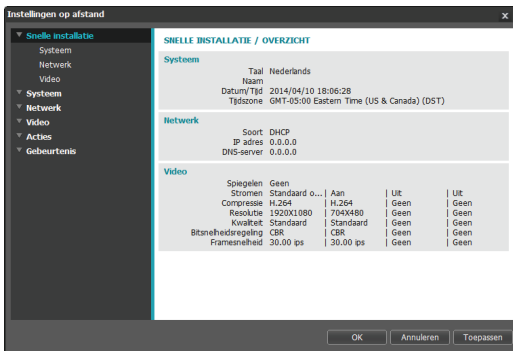 Instellingen op afstand
x
Snelle installatie
Systeem
Netwerk
Video
Systeem
Netwerk
Video
Acties
Gebeurtenis
SNELLE INSTALLATIE / OVERZICHT
Systeem
Taal Nederlands
Naam
Datum/Tijd 2014/04/10 18:06:28
Tijdszone GMT-05:00 Eastern Time (US & Canada) (DST)
Netwerk
Soort DHCP
IP adres 0.0.0.0
DNS-server 0.0.0.0
Video
Spiegelen Geen
Stromen Standaard o... | Aan | Uit | Uit
Compressie H.264 | H.264 | Geen | Geen
Resolutie 1920X1080 | 704X480 | Geen | Geen
Kwaliteit Standaard | Standaard | Geen | Geen
Bitsnelheidsregeling CBR | CBR | Geen | Geen
Framesnelheid 30.00 ips | 30.00 ips | Geen | Geen
OK Annuleren Toepassen